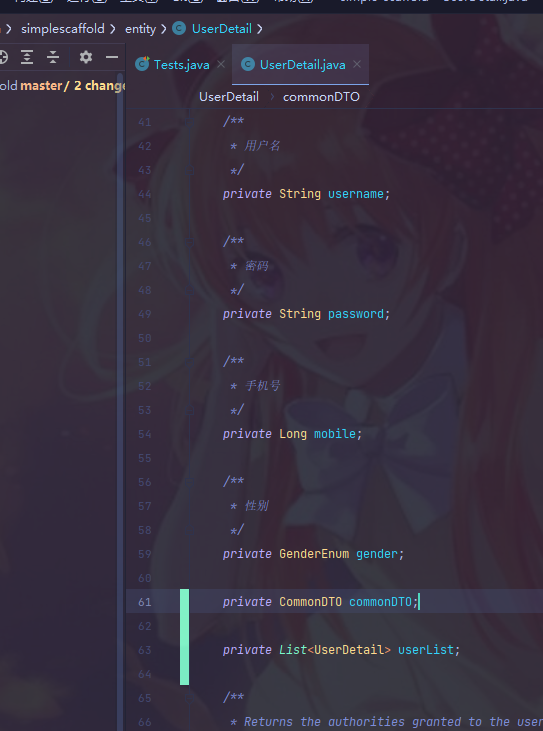 simplescaffold > entity > UserDetail >
Tests.java × UserDetail.java ×
old master / 2 change
UserDetail > commonDTO
41 /**
42 * 用户名
43 */
44 private String username;
45
46 /**
47 * 密码
48 */
49 private String password;
50
51 /**
52 * 手机号
53 */
54 private Long mobile;
55
56 /**
57 * 性别
58 */
59 private GenderEnum gender;
60
61 private CommonDTO commonDTO;
62
63 private List<UserDetail> userList;
64
65 /**
66 * Returns the authorities granted to the user